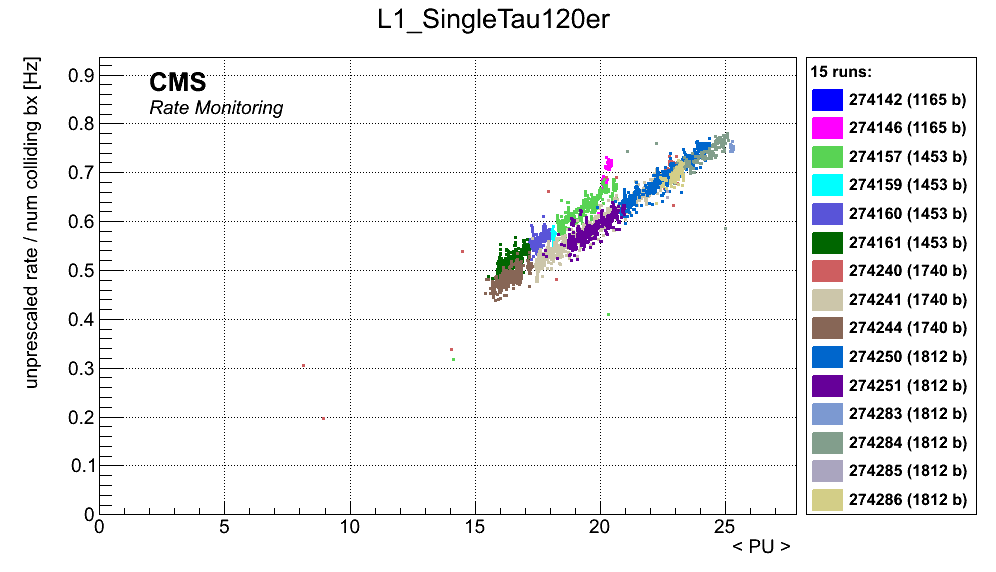 L1_SingleTau120er
unprescaled rate / num colliding bx [Hz]
CMS
Rate Monitoring
0.9
0.8
0.7
0.6
0.5
0.4
0.3
0.2
0.1
0
0 5 10 15 20 25
< PU >
15 runs:
274142 (1165 b)
274146 (1165 b)
274157 (1453 b)
274159 (1453 b)
274160 (1453 b)
274161 (1453 b)
274240 (1740 b)
274241 (1740 b)
274244 (1740 b)
274250 (1812 b)
274251 (1812 b)
274283 (1812 b)
274284 (1812 b)
274285 (1812 b)
274286 (1812 b)